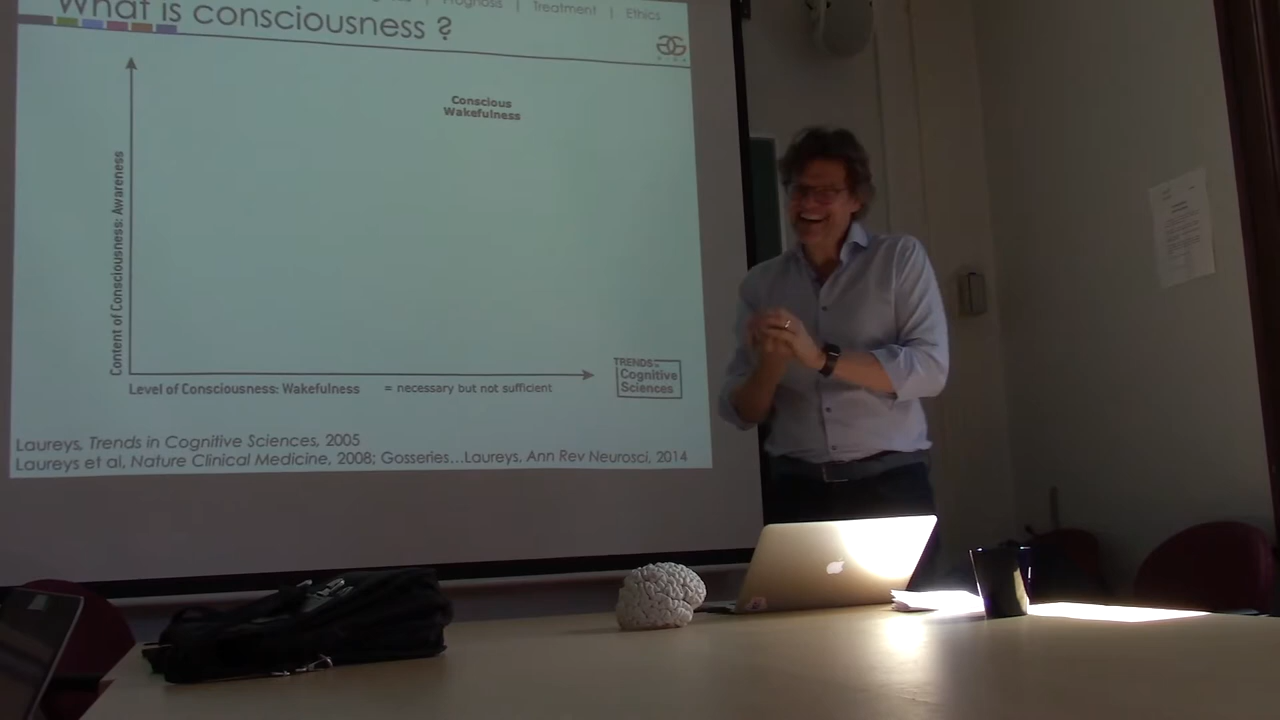 Prognosis | Treatment | Ethics
What is consciousness ?
Conscious
Wakefulness
Content of Consciousness: Awareness
Level of Consciousness: Wakefulness = necessary but not sufficient
TRENDS in
Cognitive
Sciences
Laureys, Trends in Cognitive Sciences, 2005
Laureys et al, Nature Clinical Medicine, 2008; Gosseries...Laureys, Ann Rev Neurosci, 2014